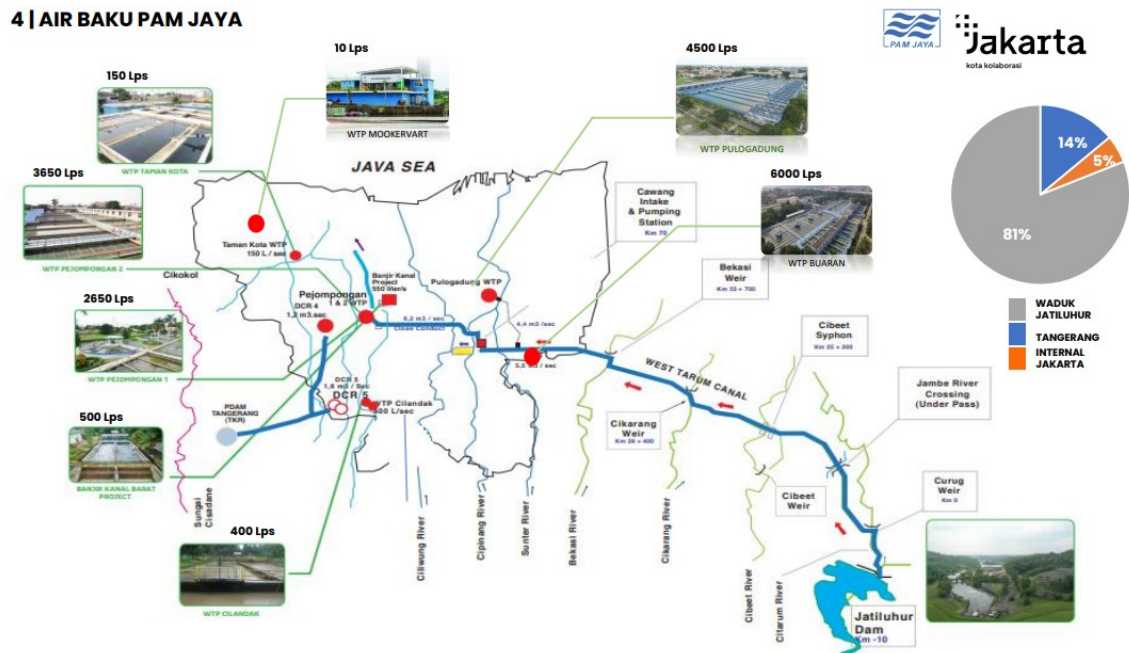 4 | AIR BAKU PAM JAYA
PAM JAYA
Jakarta
kota kolaborasi
10 Lps
WTP MOOKERVART
4500 Lps
WTP PULOGADUNG
150 Lps
WTP TAMAN KOTA
3650 Lps
WTP PEJOMPONGAN 2
2650 Lps
WTP PEJOMPONGAN 1
500 Lps
BANJIR KANAL BARAT
PROJECT
400 Lps
WTP CILANDAK
6000 Lps
WTP BUARAN
14%
5%
81%
WADUK
JATILUHUR
TANGERANG
INTERNAL
JAKARTA
JAVA SEA
Taman Kota WTP
150 L / sec
Cikokol
Pejompongan
1 & 2 WTP
Banjir Kanal
Project
550 liter/s
DCR 4
1,2 m3.sec
Pulogadung WTP
6,2 m3 / sec
Close Conduct
4,4 m3 /sec
5,5 m3 / sec
DCR 5
1,6 m3 / Sec
DCR 5
WTP Cilandak
400 L/sec
PDAM
TANGERANG
(TKR)
Sungai
Cisadane
Cawang
Intake
& Pumping
Station
Km 70
Bekasi
Weir
Cibeet
Syphon
WEST TARUM CANAL
Jambe River
Crossing
(Under Pass)
Cikarang
Weir
Cibeet
Weir
Curug
Weir
Km 0
Ciliwung River
Cipinang River
Sunter River
Bekasi River
Cikarang River
Cibeet River
Citarum River
Jatiluhur
Dam
Km -10